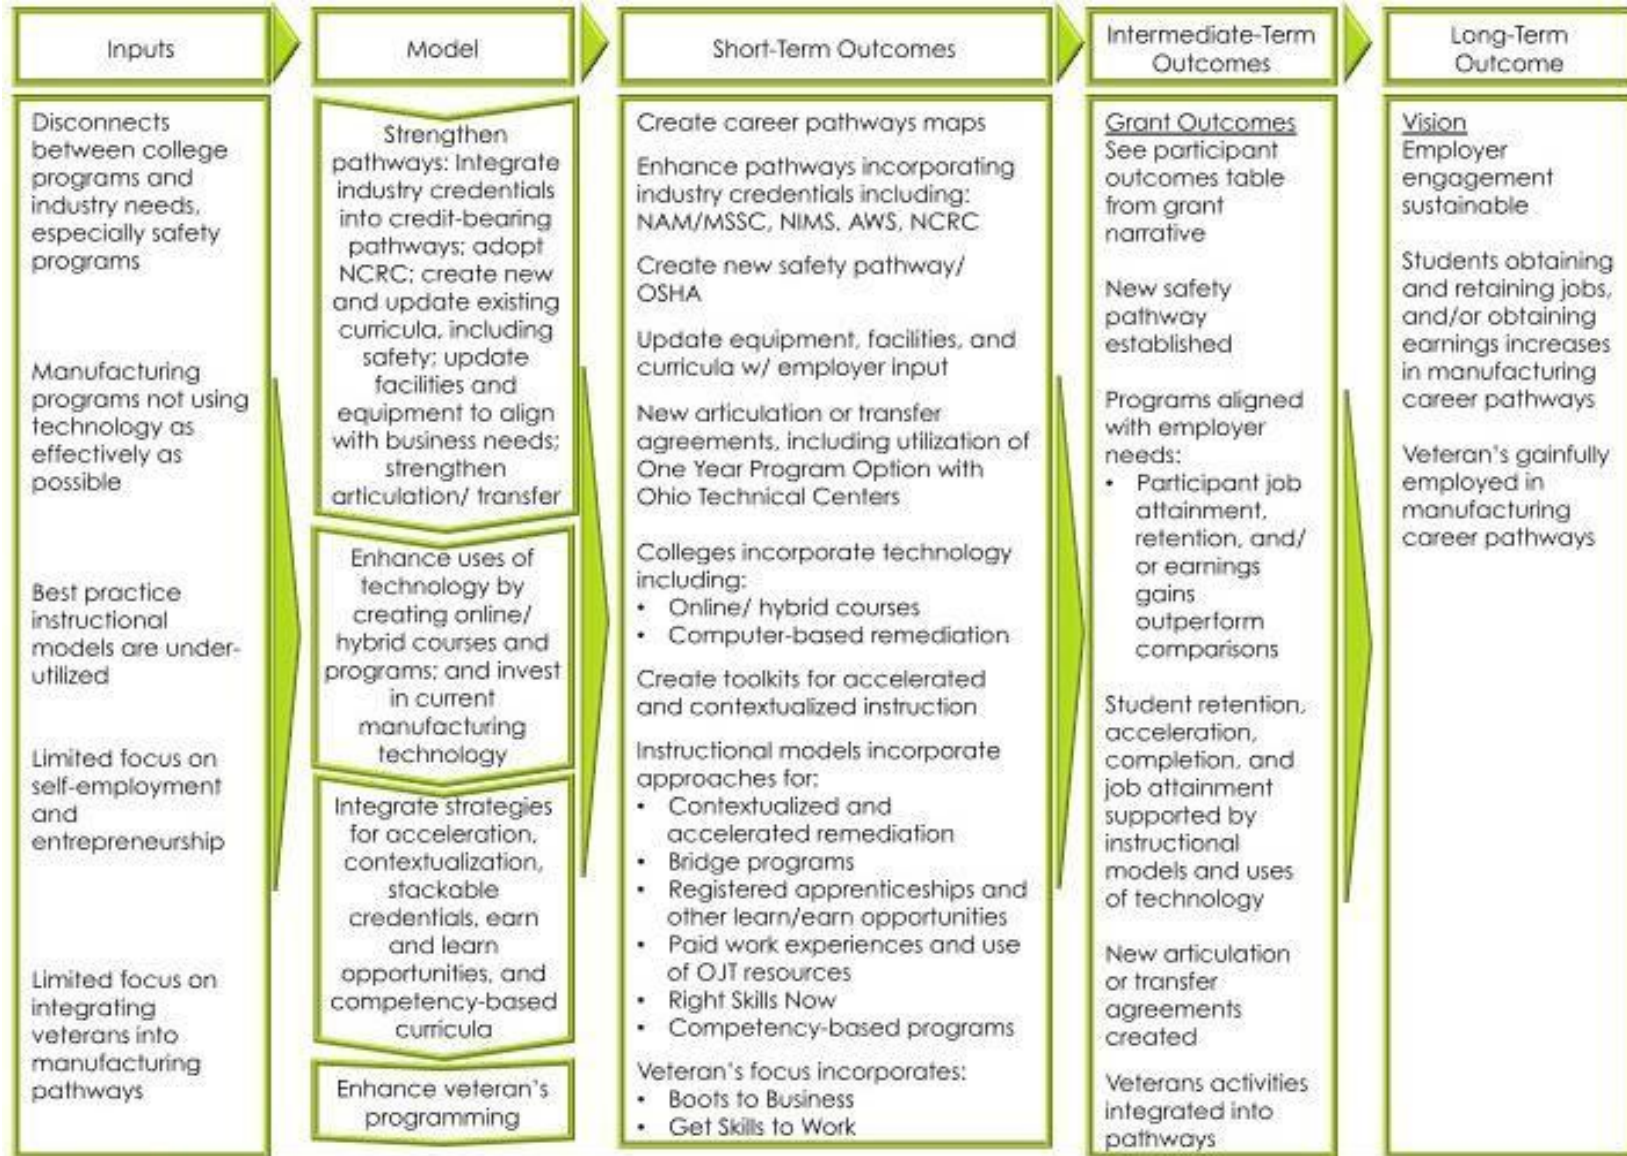 Inputs
Model
Short-Term Outcomes
Intermediate-Term
Outcomes
Long-Term
Outcome
Disconnects
between college
programs and
industry needs,
especially safety
programs
Manufacturing
programs not using
technology as
effectively as
possible
Best practice
instructional
models are under-
utilized
Limited focus on
self-employment
and
entrepreneurship
Limited focus on
integrating
veterans into
manufacturing
pathways
Strengthen
pathways: Integrate
industry credentials
into credit-bearing
pathways; adopt
NCRC; create new
and update existing
curricula, including
safety; update
facilities and
equipment to align
with business needs;
strengthen
articulation/ transfer
Enhance uses of
technology by
creating online/
hybrid courses and
programs; and invest
in current
manufacturing
technology
Integrate strategies
for acceleration,
contextualization,
stackable
credentials, earn
and learn
opportunities, and
competency-based
curricula
Enhance veteran's
programming
Create career pathways maps
Enhance pathways incorporating
industry credentials including:
NAM/MSSC, NIMS, AWS, NCRC
Create new safety pathway/
OSHA
Update equipment, facilities, and
curricula w/ employer input
New articulation or transfer
agreements, including utilization of
One Year Program Option with
Ohio Technical Centers
Colleges incorporate technology
including:
• Online/ hybrid courses
• Computer-based remediation
Create toolkits for accelerated
and contextualized instruction
Instructional models incorporate
approaches for:
• Contextualized and
accelerated remediation
• Bridge programs
• Registered apprenticeships and
other learn/earn opportunities
• Paid work experiences and use
of OJT resources
• Right Skills Now
• Competency-based programs
Veteran's focus incorporates:
• Boots to Business
• Get Skills to Work
Grant Outcomes
See participant
outcomes table
from grant
narrative
New safety
pathway
established
Programs aligned
with employer
needs:
• Participant job
attainment,
retention, and/
or earnings
gains
outperform
comparisons
Student retention,
acceleration,
completion, and
job attainment
supported by
instructional
models and uses
of technology
New articulation
or transfer
agreements
created
Veterans activities
integrated into
pathways
Vision
Employer
engagement
sustainable
Students obtaining
and retaining jobs,
and/or obtaining
earnings increases
in manufacturing
career pathways
Veteran's gainfully
employed in
manufacturing
career pathways